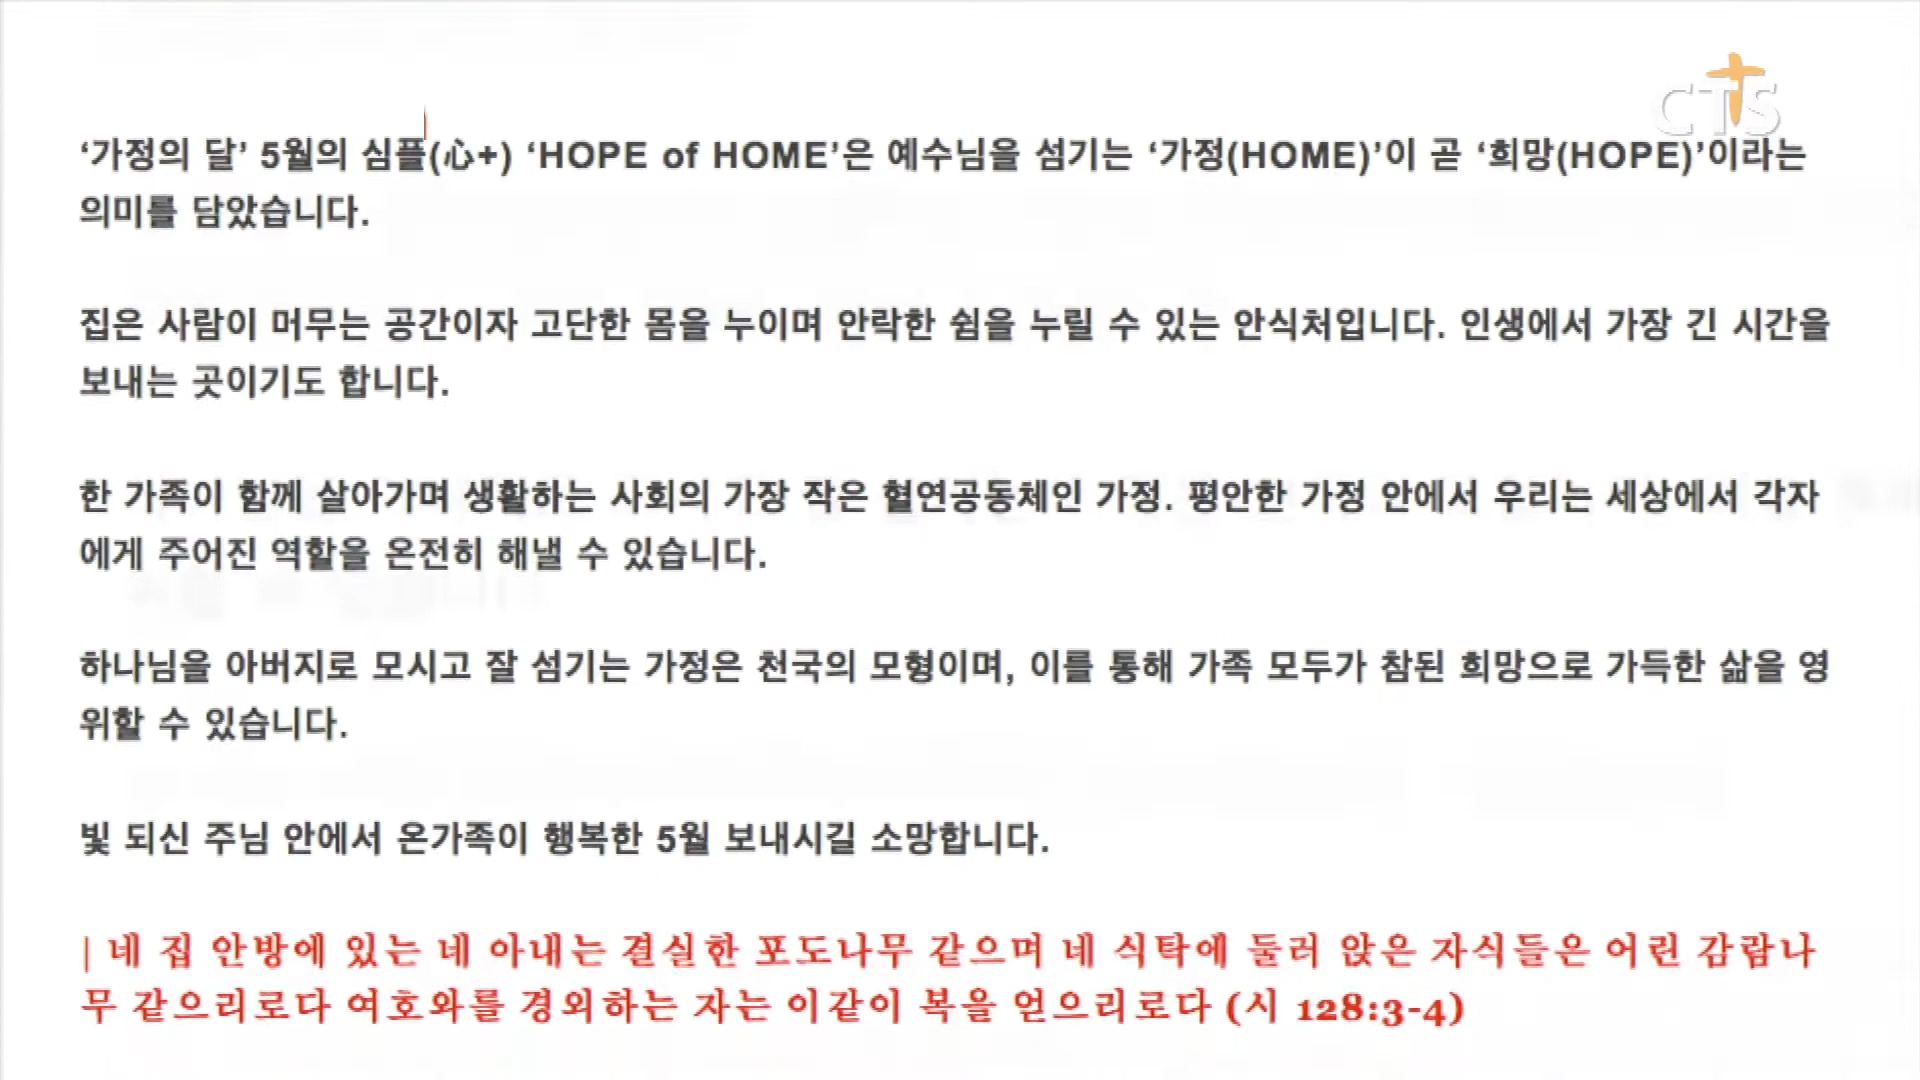 CTS
‘가정의 달’ 5월의 심플(心+) ‘HOPE of HOME’은 예수님을 섬기는 ‘가정(HOME)’이 곧 ‘희망(HOPE)’이라는
의미를 담았습니다.
집은 사람이 머무는 공간이자 고단한 몸을 누이며 안락한 쉼을 누릴 수 있는 안식처입니다. 인생에서 가장 긴 시간을
보내는 곳이기도 합니다.
한 가족이 함께 살아가며 생활하는 사회의 가장 작은 혈연공동체인 가정. 평안한 가정 안에서 우리는 세상에서 각자
에게 주어진 역할을 온전히 해낼 수 있습니다.
하나님을 아버지로 모시고 잘 섬기는 가정은 천국의 모형이며, 이를 통해 가족 모두가 참된 희망으로 가득한 삶을 영
위할 수 있습니다.
빛 되신 주님 안에서 온가족이 행복한 5월 보내시길 소망합니다.
| 네 집 안방에 있는 네 아내는 결실한 포도나무 같으며 네 식탁에 둘러 앉은 자식들은 어린 감람나
무 같으리로다 여호와를 경외하는 자는 이같이 복을 얻으리로다 (시 128:3-4)